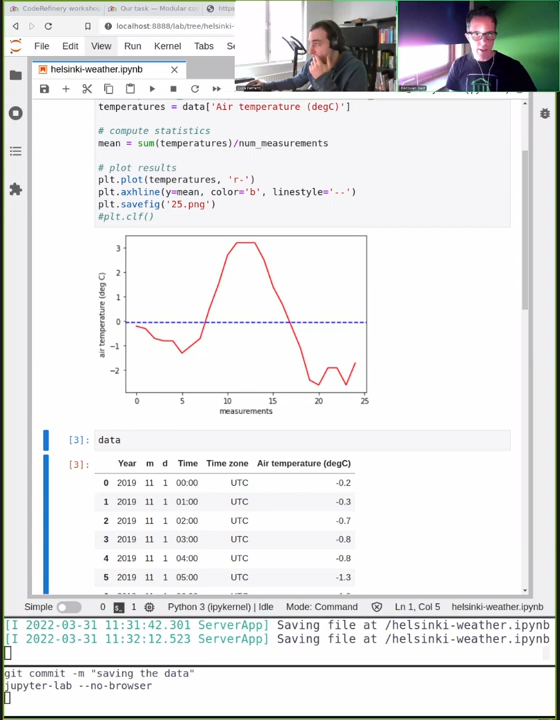 CodeRefinery worksho
Our task — Modular co
https
localhost:8888/lab/tree/helsinki-
File Edit View Run Kernel Tabs Se
helsinki-weather.ipynb
temperatures = data['Air temperature (degC)']
# compute statistics
mean = sum(temperatures)/num_measurements
# plot results
plt.plot(temperatures, 'r-')
plt.axhline(y=mean, color='b', linestyle='--')
plt.savefig('25.png')
#plt.clf()
air temperature (deg C)
3
2
1
0
−1
−2
0 5 10 15 20 25
measurements
[3]: data
[3]: Year m d Time Time zone Air temperature (degC)
0 2019 11 1 00:00 UTC -0.2
1 2019 11 1 01:00 UTC -0.3
2 2019 11 1 02:00 UTC -0.7
3 2019 11 1 03:00 UTC -0.8
4 2019 11 1 04:00 UTC -0.8
5 2019 11 1 05:00 UTC -1.3
Simple 0 1 Python 3 (ipykernel) | Idle Mode: Command Ln 1, Col 5 helsinki-weather.ipynb
[I 2022-03-31 11:31:42.301 ServerApp] Saving file at /helsinki-weather.ipynb
[I 2022-03-31 11:32:12.523 ServerApp] Saving file at /helsinki-weather.ipynb
git commit -m "saving the data"
jupyter-lab --no-browser